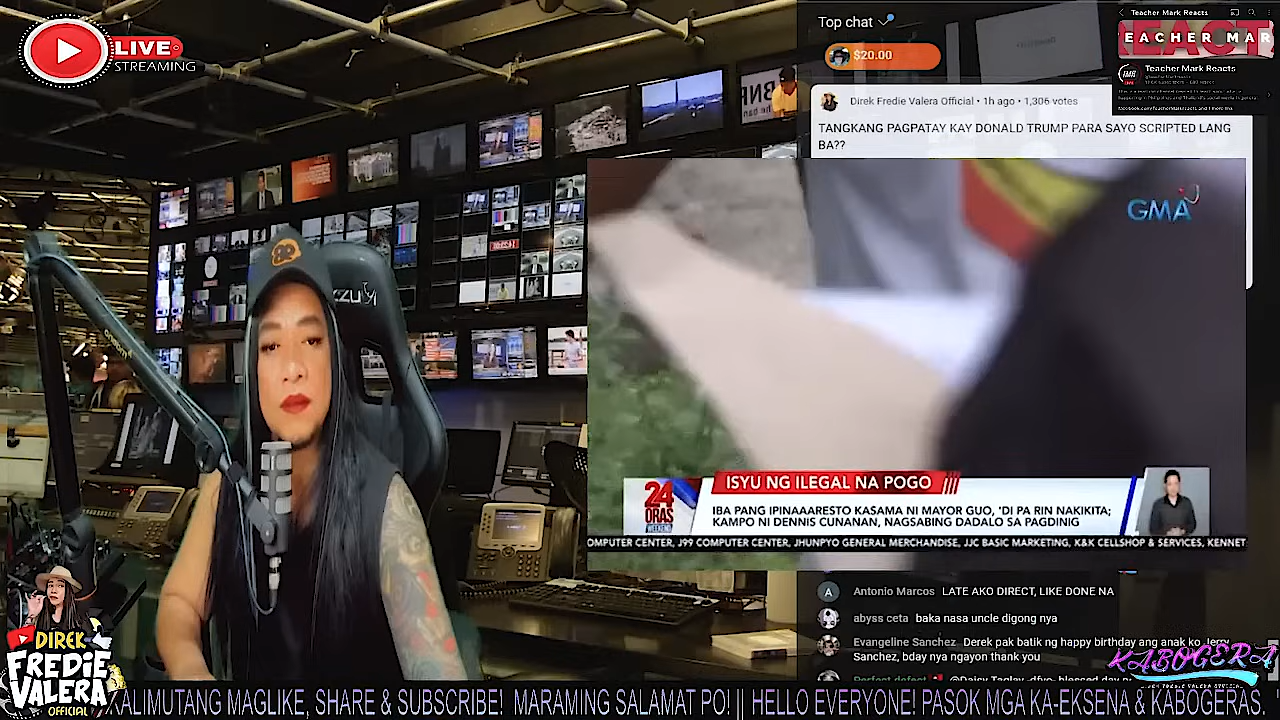 LIVE
STREAMING
Top chat
$20.00
Teacher Mark Reacts
EACHER MAR
Teacher Mark Reacts
Direk Fredie Valera Official • 1h ago • 1,306 votes
TANGKANG PAGPATAY KAY DONALD TRUMP PARA SAYO SCRIPTED LANG
BA??
GMA
ISYU NG ILEGAL NA POGO
24
ORAS
WEEKEND
IBA PANG IPINAAARESTO KASAMA NI MAYOR GUO, 'DI PA RIN NAKIKITA;
KAMPO NI DENNIS CUNANAN, NAGSABING DADALO SA PAGDINIG
OMPUTER CENTER, J99 COMPUTER CENTER, JHUNPYO GENERAL MERCHANDISE, JJC BASIC MARKETING, K&K CELLSHOP & SERVICES, KENNET
A
Antonio Marcos LATE AKO DIRECT, LIKE DONE NA
abyss ceta baka nasa uncle digong nya
Evangeline Sanchez Derek pak batik ng happy birthday ang anak ko Jerry
Sanchez, bday nya ngayon thank you
KABOGERA
DIREK
FREDIE
VALERA
OFFICIAL
ALIMUTANG MAGLIKE, SHARE & SUBSCRIBE! MARAMING SALAMAT PO! || HELLO EVERYONE! PASOK MGA KA-EKSENA & KABOGERAS.